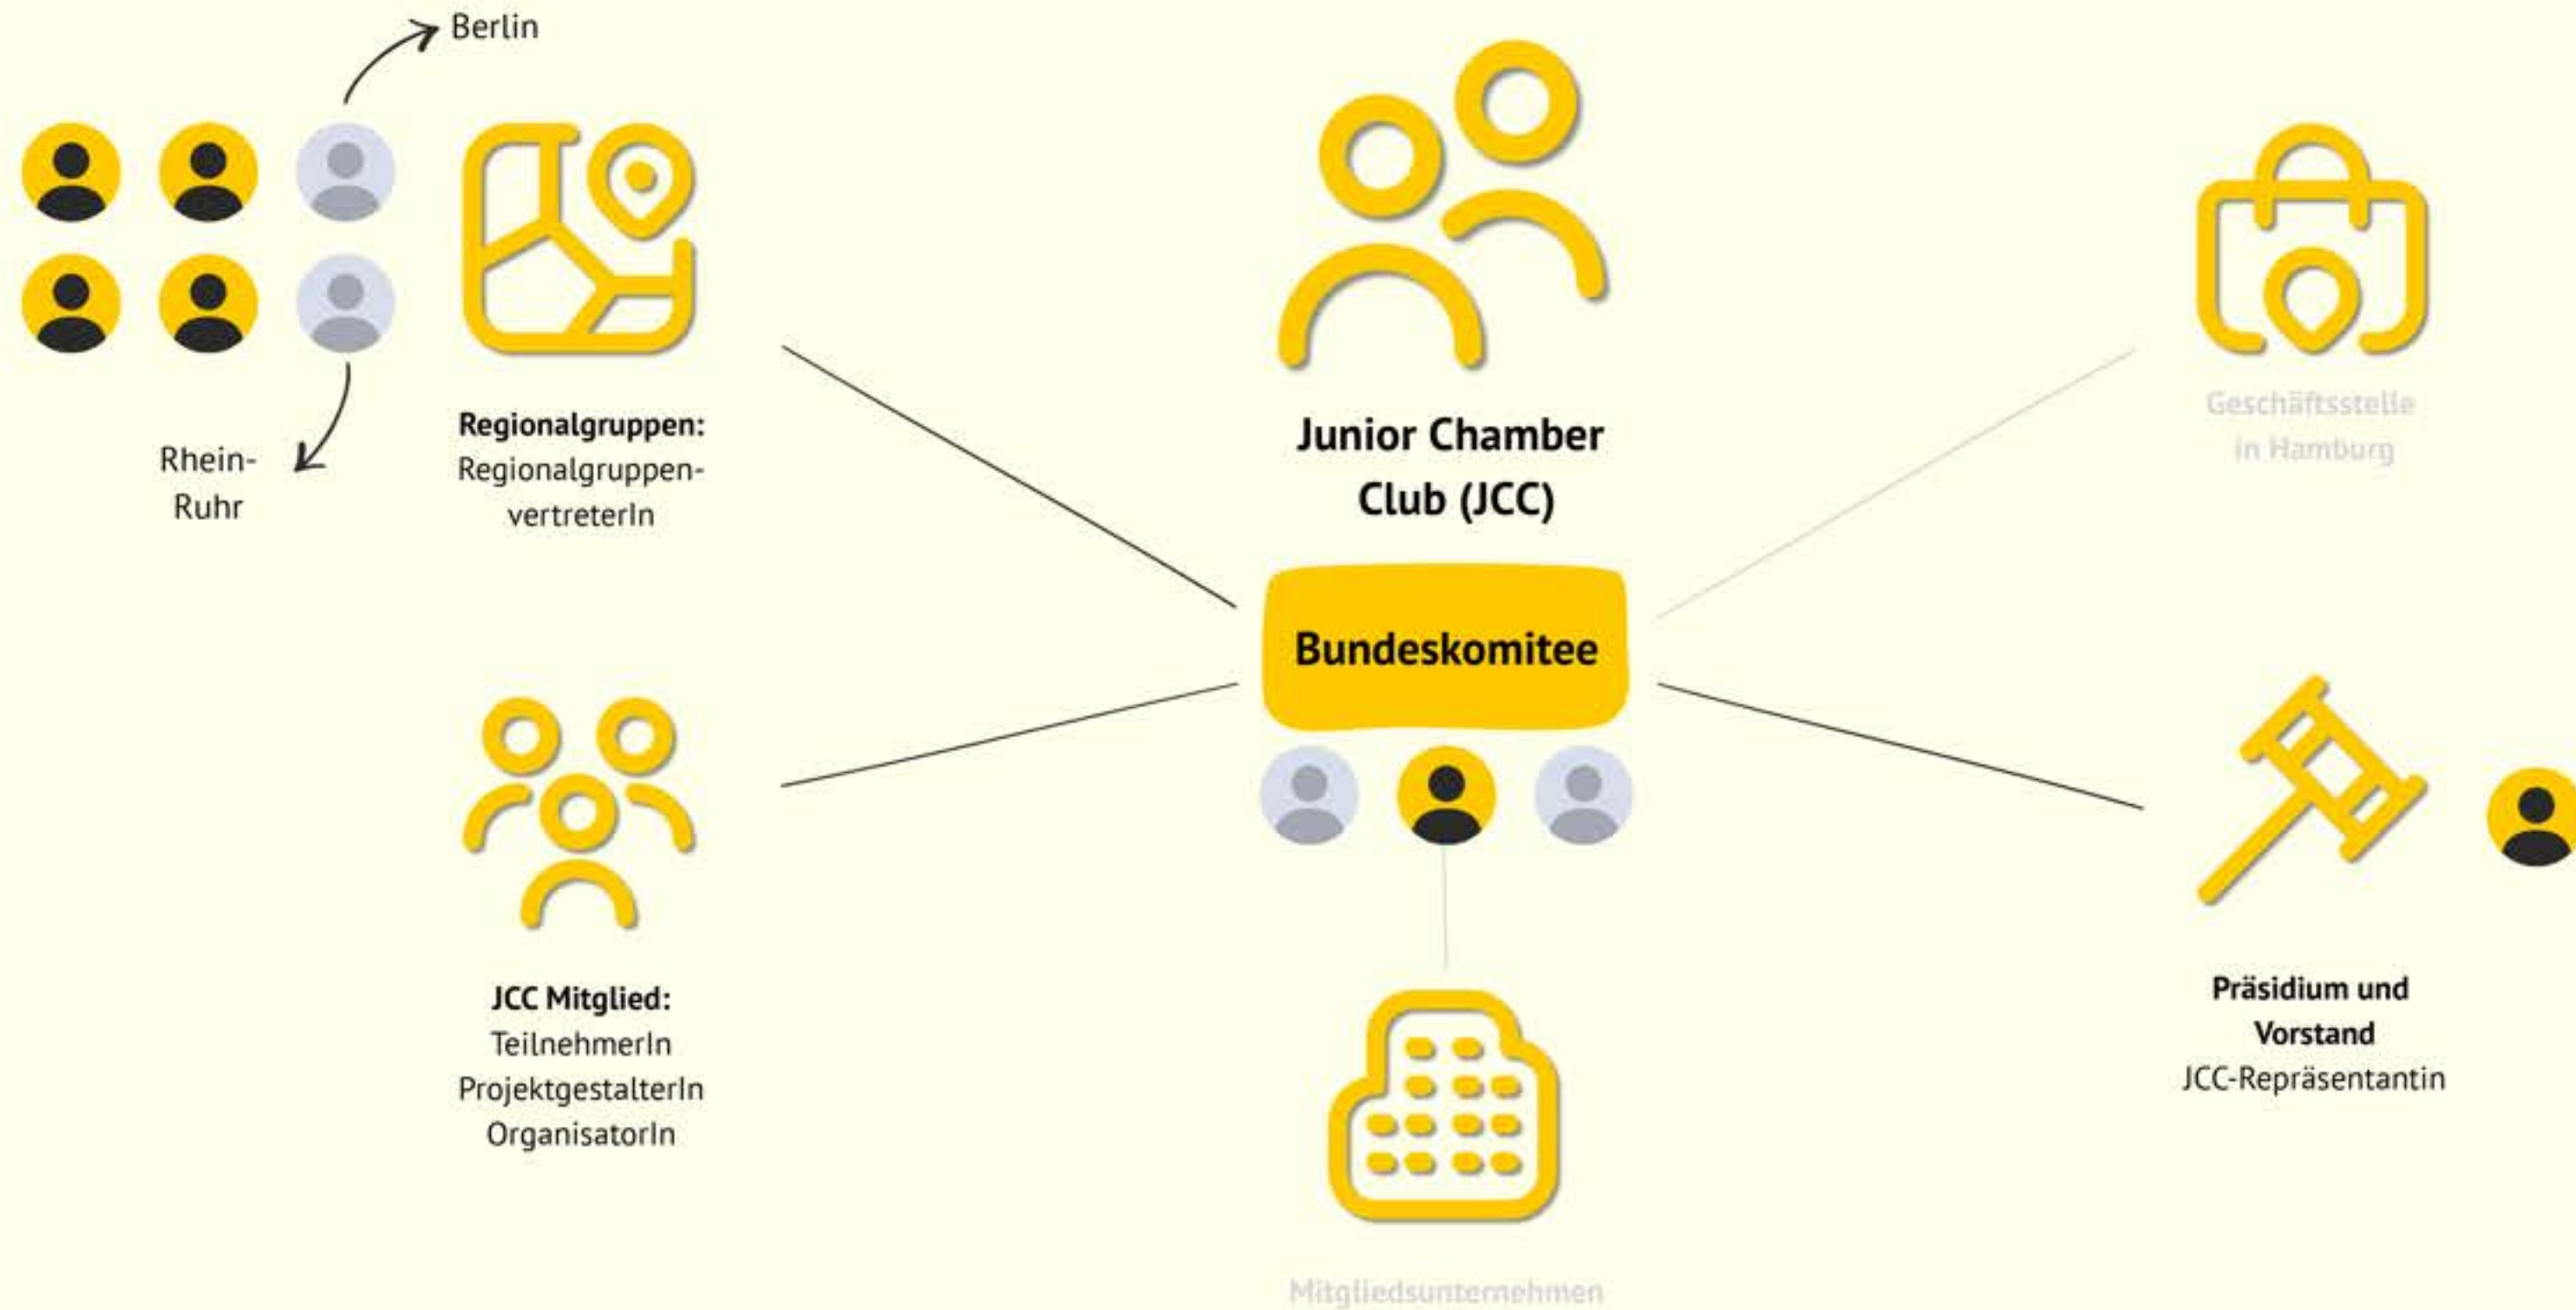 Berlin
Rhein-
Ruhr
Regionalgruppen:
Regionalgruppen-
vertreterIn
Junior Chamber
Club (JCC)
Geschäftsstelle
in Hamburg
Bundeskomitee
JCC Mitglied:
TeilnehmerIn
ProjektgestalterIn
OrganisatorIn
Präsidium und
Vorstand
JCC-Repräsentantin
Mitgliedsunternehmen